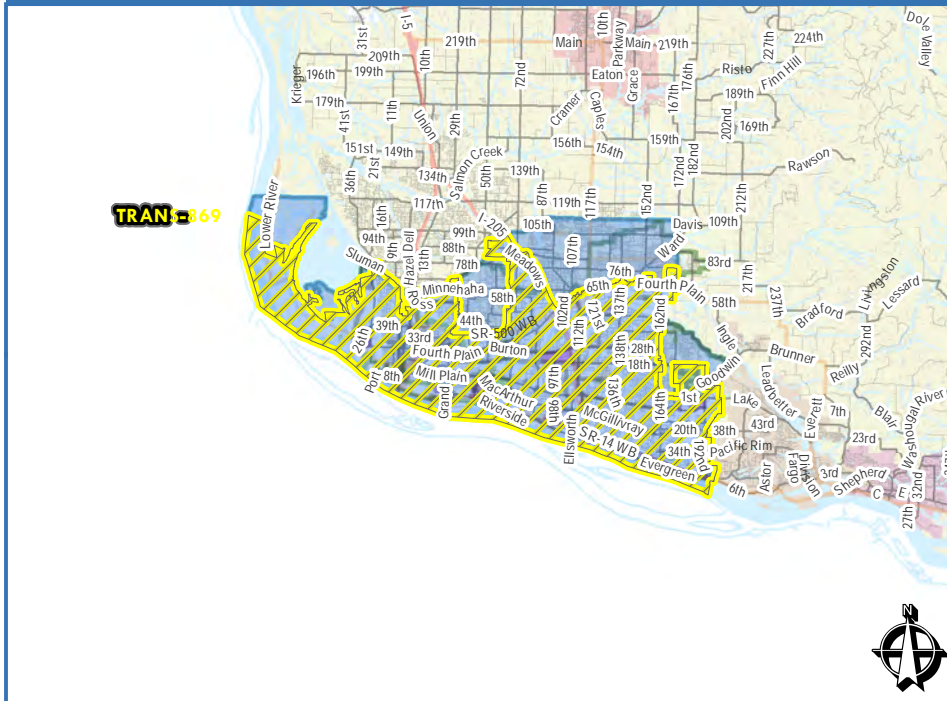 Dole Valley
I-5
31st
10th
219th
Main
10th
Parkway
Main
219th
227th
224th
209th
199th
196th
Krieger
72nd
Eaton
Grace
176th
Risto
Finn Hill
189th
179th
41st
11th
Union
29th
Cramer
Caples
167th
202nd
169th
151st
149th
21st
36th
134th
Salmon Creek
50th
139th
156th
154th
159th
172nd
182nd
Rawson
117th
16th
87th
119th
117th
152nd
212th
TRANS-869
Lower River
I-205
105th
Davis
109th
94th
9th
Hazel Dell
13th
99th
88th
78th
Meadows
107th
Ward
83rd
Sluman
Ross
Minnehaha
58th
65th
76th
Fourth Plain
58th
217th
237th
Livingston
Lessard
Bradford
102nd
121st
137th
162nd
44th
SR-500 WB
39th
26th
33rd
Fourth Plain
Burton
112th
138th
28th
18th
Ingle
Goodwin
Brunner
292nd
Reilly
Port
8th
Mill Plain
MacArthur
97th
136th
164th
1st
Leadbetter
Grand
Riverside
98th
McGillivray
Lake
Everett
7th
Blair
Washougal River
Ellsworth
SR-14 WB
20th
38th
43rd
23rd
34th
192nd
Pacific Rim
Evergreen
6th
Astor
Fargo
Division
3rd
Shepherd
C
E
32nd
27th
N